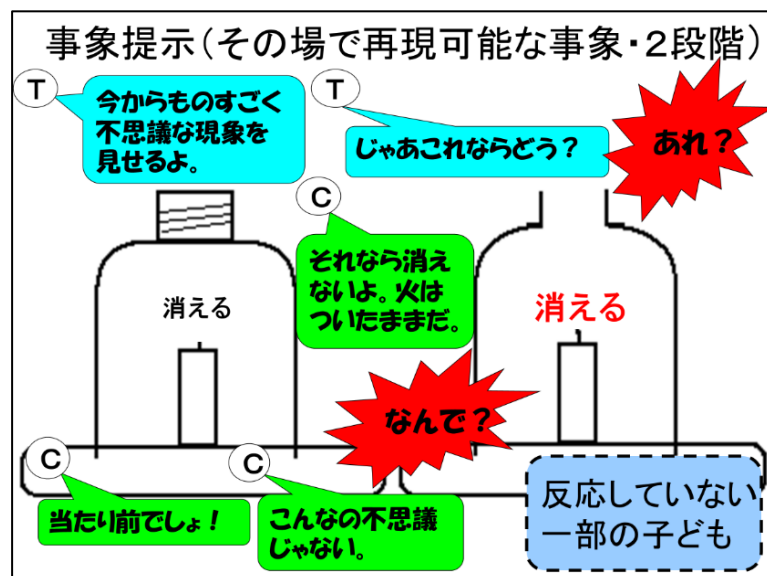 事象提示(その場で再現可能な事象・2段階)
T
今からものすごく
不思議な現象を
見せるよ。
T
じゃあこれならどう?
あれ?
C
それなら消え
ないよ。火は
ついたままだ。
消える
消える
なんで?
C
当たり前でしょ!
C
こんなの不思議
じゃない。
反応していない
一部の子ども